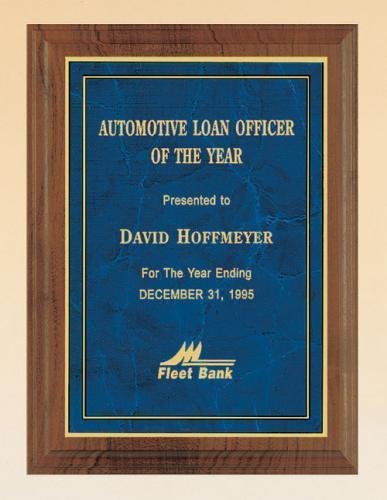 AUTOMOTIVE LOAN OFFICER
OF THE YEAR
Presented to
DAVID HOFFMEYER
For The Year Ending
DECEMBER 31, 1995
Fleet Bank